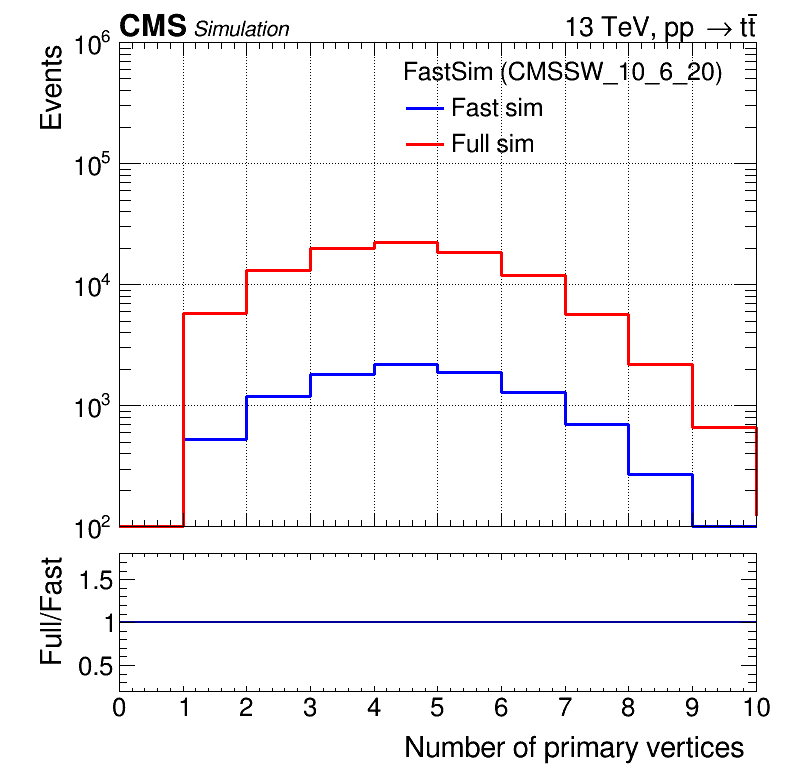 CMS Simulation 13 TeV, pp → tt̄
Events
10⁶
10⁵
10⁴
10³
10²
FastSim (CMSSW_10_6_20)
Fast sim
Full sim
Full/Fast
1.5
1
0.5
0 1 2 3 4 5 6 7 8 9 10
Number of primary vertices